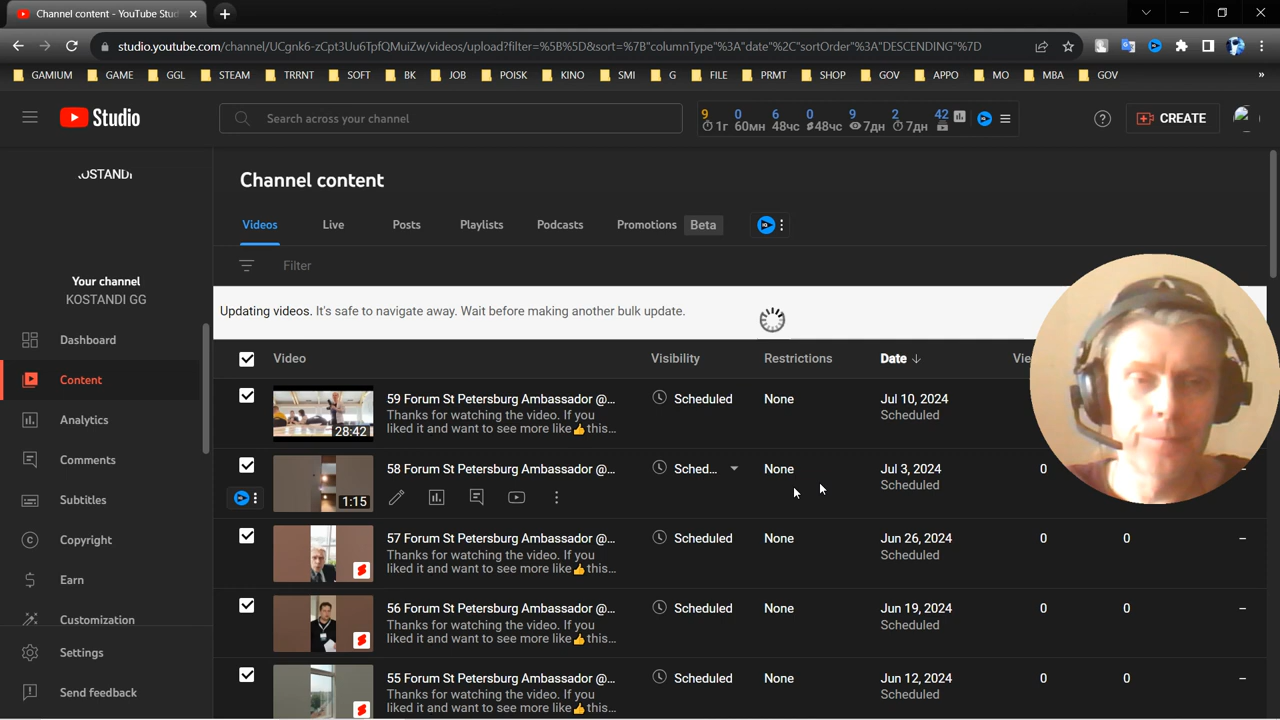 Channel content - YouTube Stud
studio.youtube.com/channel/UCgnk6-zCpt3Uu6TpfQMuiZw/videos/upload?filter=%5B%5D&sort=%7B"columnType"%3A"date"%2C"sortOrder"%3A"DESCENDING"%7D
GAMIUM GAME GGL STEAM TRRNT SOFT BK JOB POISK KINO SMI G FILE PRMT SHOP GOV APPO MO MBA GOV »
Studio
Search across your channel
9 0 6 0 9 2 42
1г 60мн 48чс 48чс 7дн 7дн
CREATE
Channel content
Videos Live Posts Playlists Podcasts Promotions Beta
Filter
Updating videos. It's safe to navigate away. Wait before making another bulk update.
Your channel
KOSTANDI GG
Dashboard
Content
Analytics
Comments
Subtitles
Copyright
Earn
Customization
Settings
Send feedback
Video Visibility Restrictions Date
59 Forum St Petersburg Ambassador @... Scheduled None Jul 10, 2024
Thanks for watching the video. If you Scheduled
liked it and want to see more like👍this...
28:42
58 Forum St Petersburg Ambassador @... Sched... None Jul 3, 2024 0
Scheduled
1:15
57 Forum St Petersburg Ambassador @... Scheduled None Jun 26, 2024 0 0 –
Thanks for watching the video. If you Scheduled
liked it and want to see more like👍this...
56 Forum St Petersburg Ambassador @... Scheduled None Jun 19, 2024 0 0 –
Thanks for watching the video. If you Scheduled
liked it and want to see more like👍this...
55 Forum St Petersburg Ambassador @... Scheduled None Jun 12, 2024 0 0 –
Thanks for watching the video. If you Scheduled
liked it and want to see more like👍this...